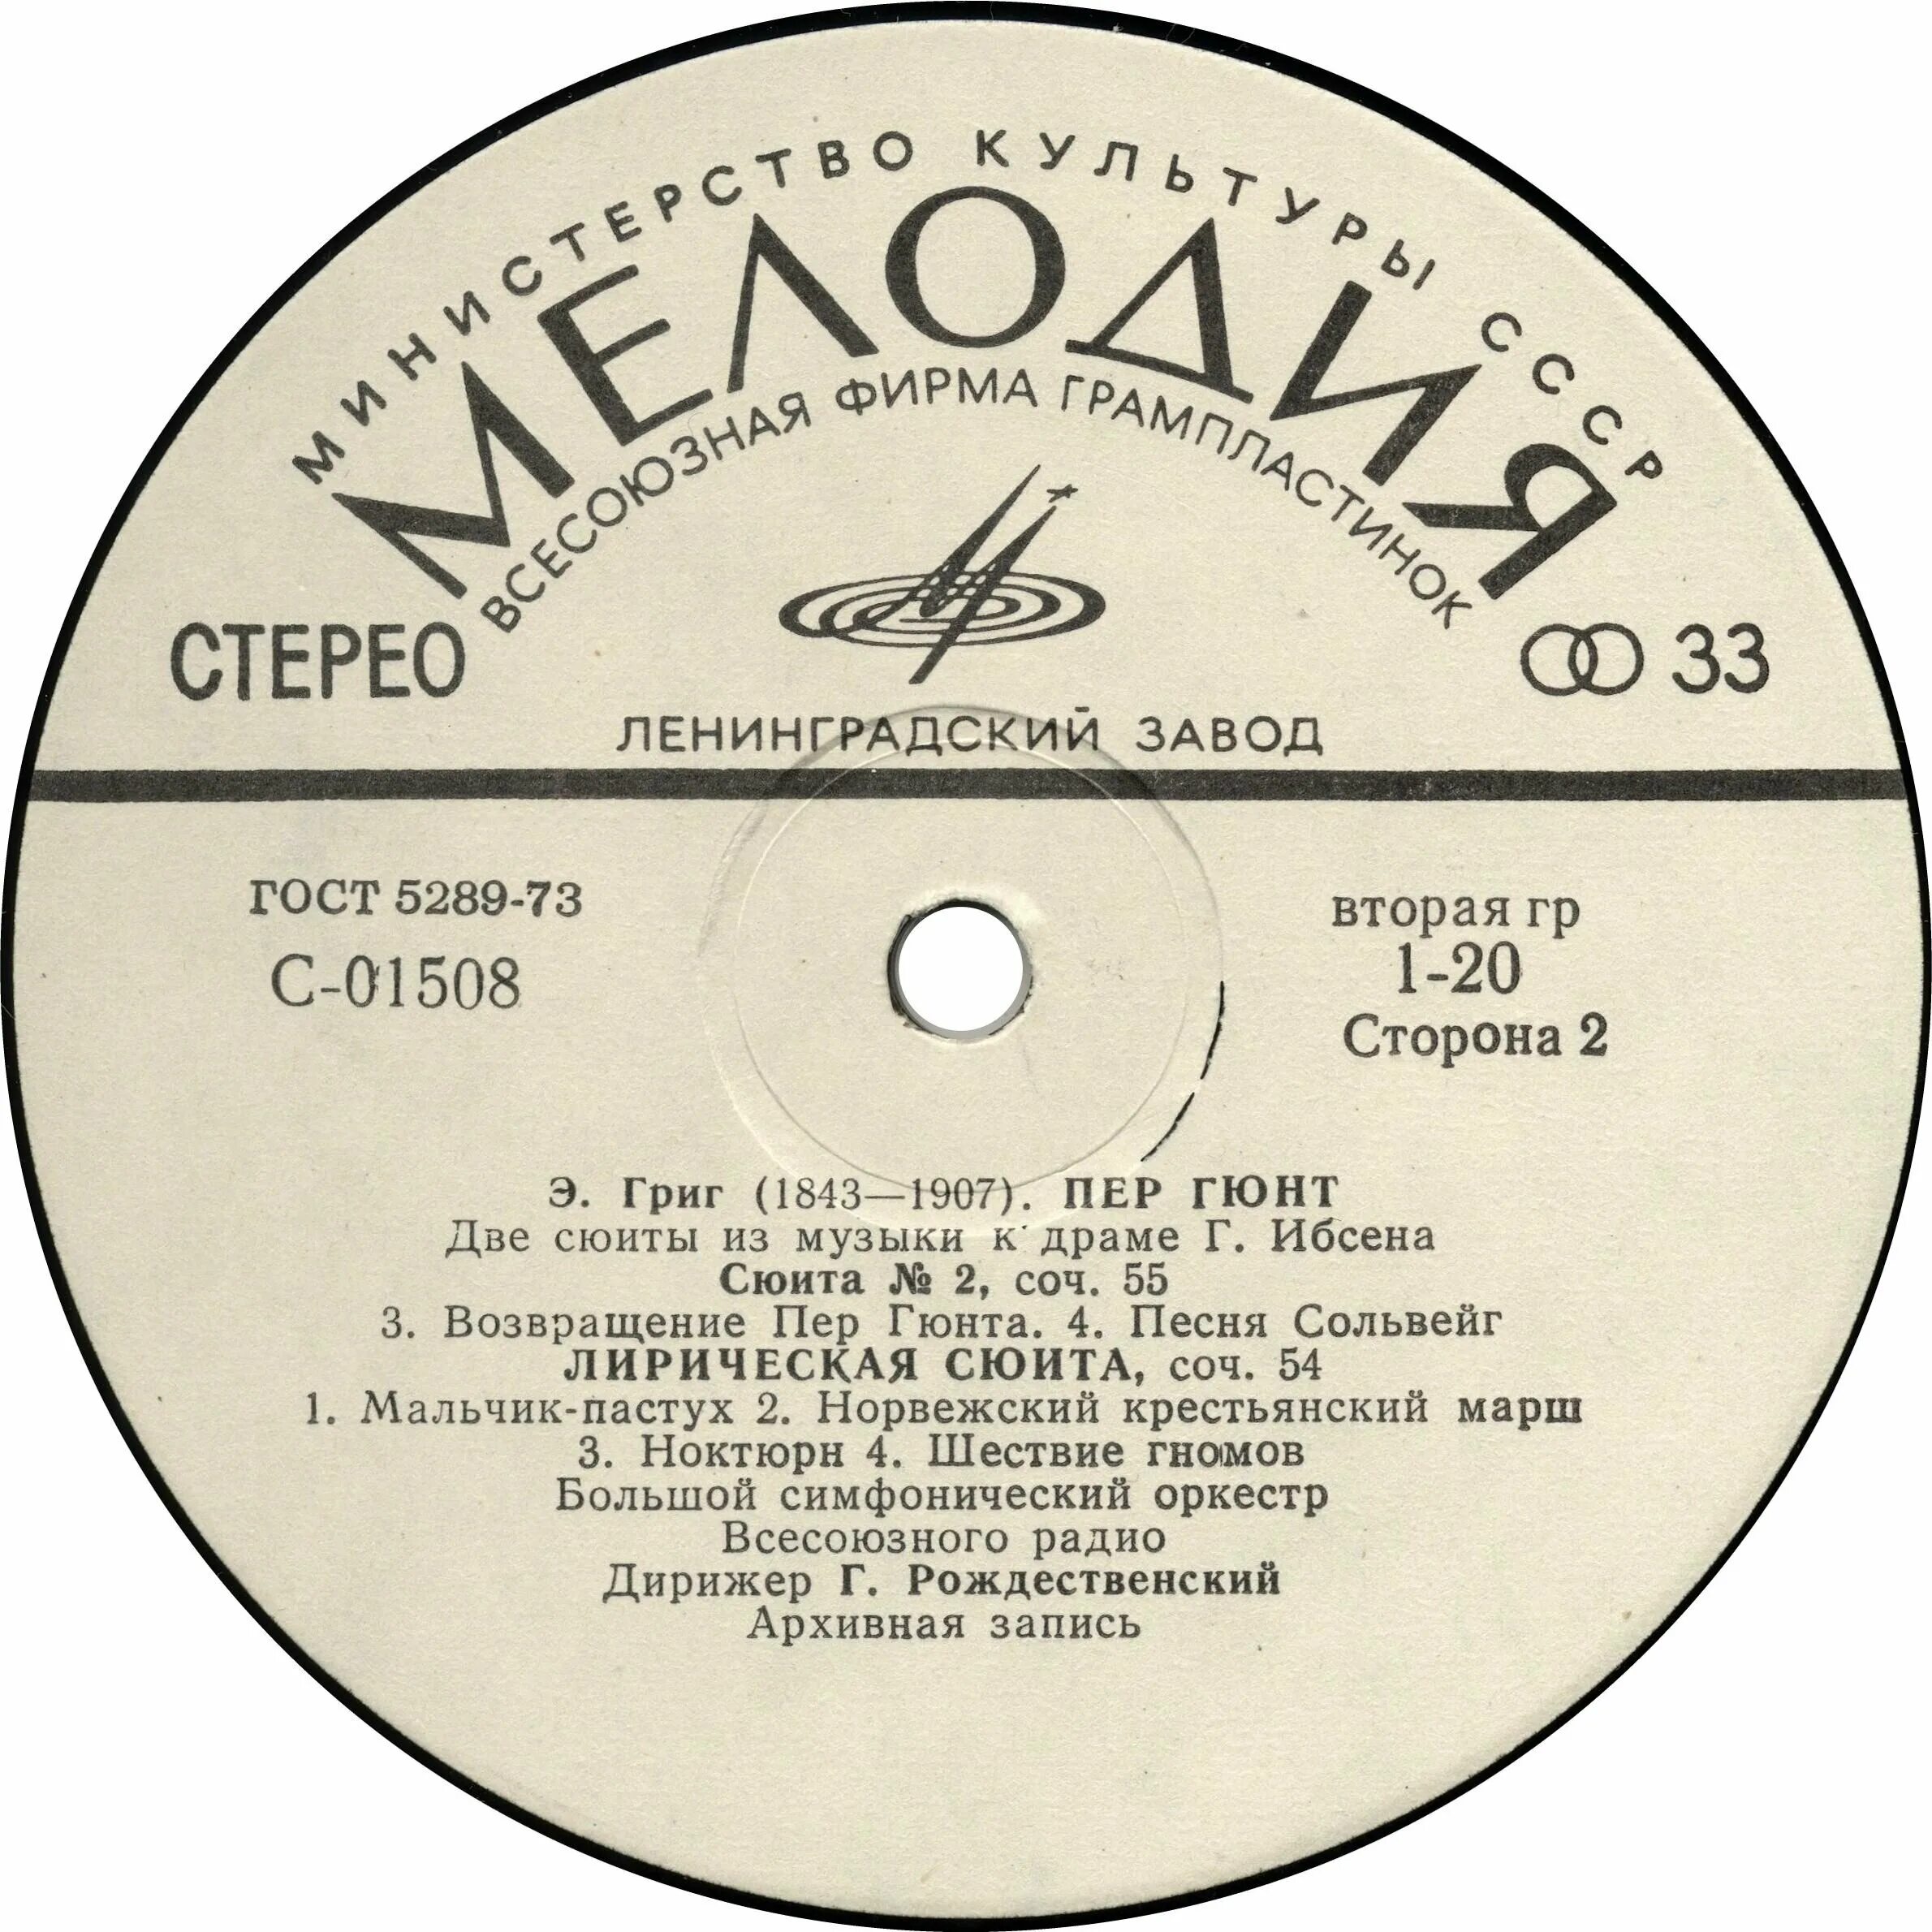 МИНИСТЕРСТВО КУЛЬТУРЫ СССР
МЕЛОДИЯ
ВСЕСОЮЗНАЯ ФИРМА ГРАМПЛАСТИНОК
СТЕРЕО
33
ЛЕНИНГРАДСКИЙ ЗАВОД
ГОСТ 5289-73
С-01508
вторая гр
1-20
Сторона 2
Э. Григ (1843—1907). ПЕР ГЮНТ
Две сюиты из музыки к драме Г. Ибсена
Сюита № 2, соч. 55
3. Возвращение Пер Гюнта. 4. Песня Сольвейг
ЛИРИЧЕСКАЯ СЮИТА, соч. 54
1. Мальчик-пастух 2. Норвежский крестьянский марш
3. Ноктюрн 4. Шествие гномов
Большой симфонический оркестр
Всесоюзного радио
Дирижер Г. Рождественский
Архивная запись